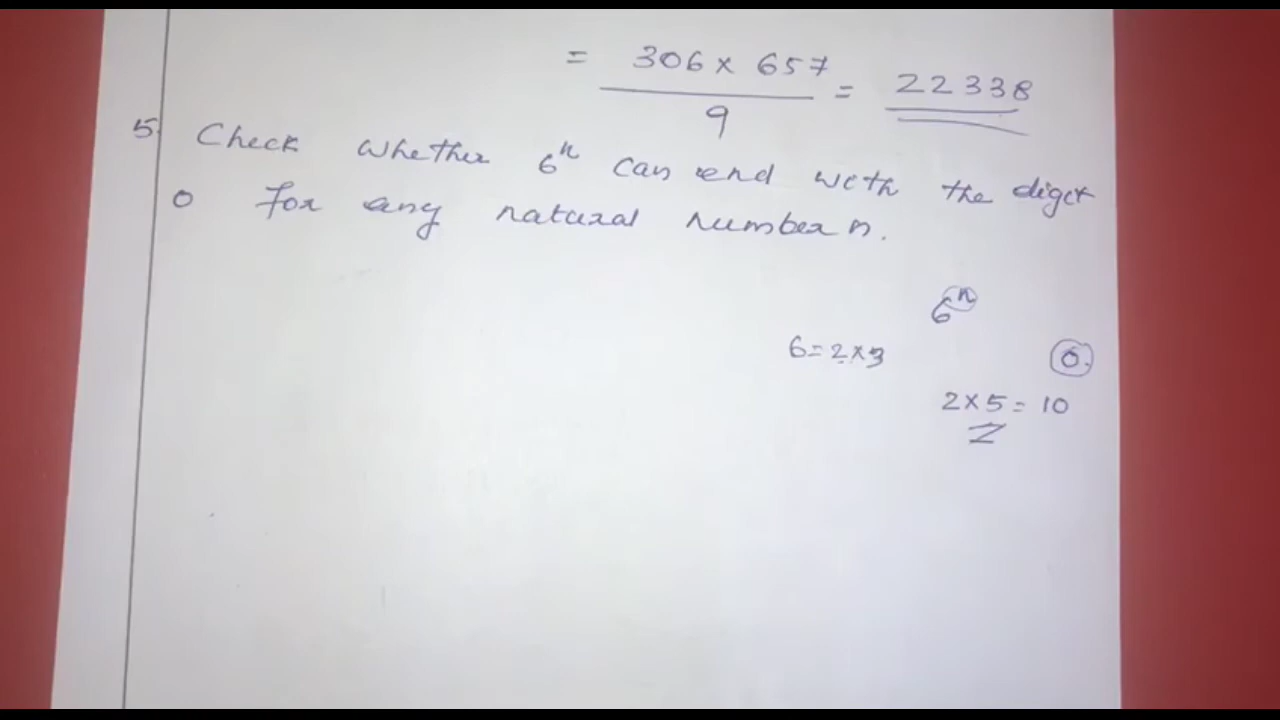 = 306 × 657 / 9 = 22338
5. Check whether 6ⁿ can end with the digit
0 for any natural number n.
6ⁿ
6 = 2 × 3
0.
2 × 5 = 10